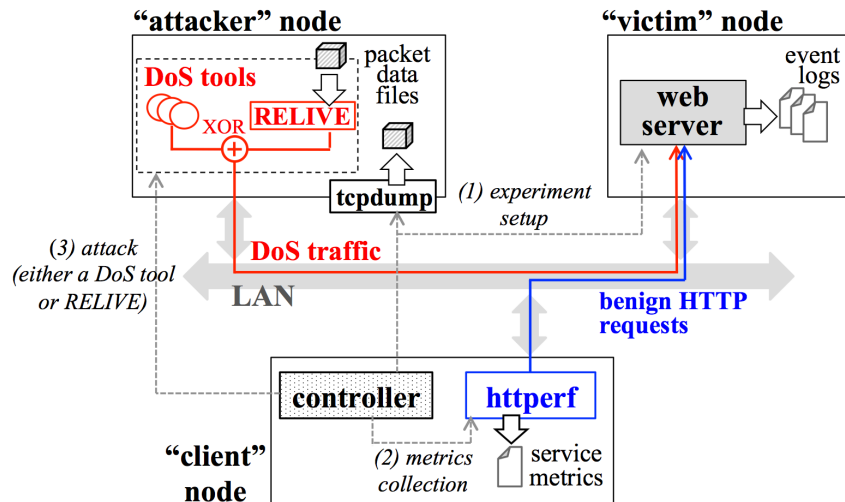 “attacker” node
“victim” node
DoS tools
packet
data
files
XOR
RELIVE
tcpdump
web
server
event
logs
(1) experiment
setup
(3) attack
(either a DoS tool
or RELIVE)
DoS traffic
LAN
benign HTTP
requests
controller
httperf
(2) metrics
collection
service
metrics
“client”
node